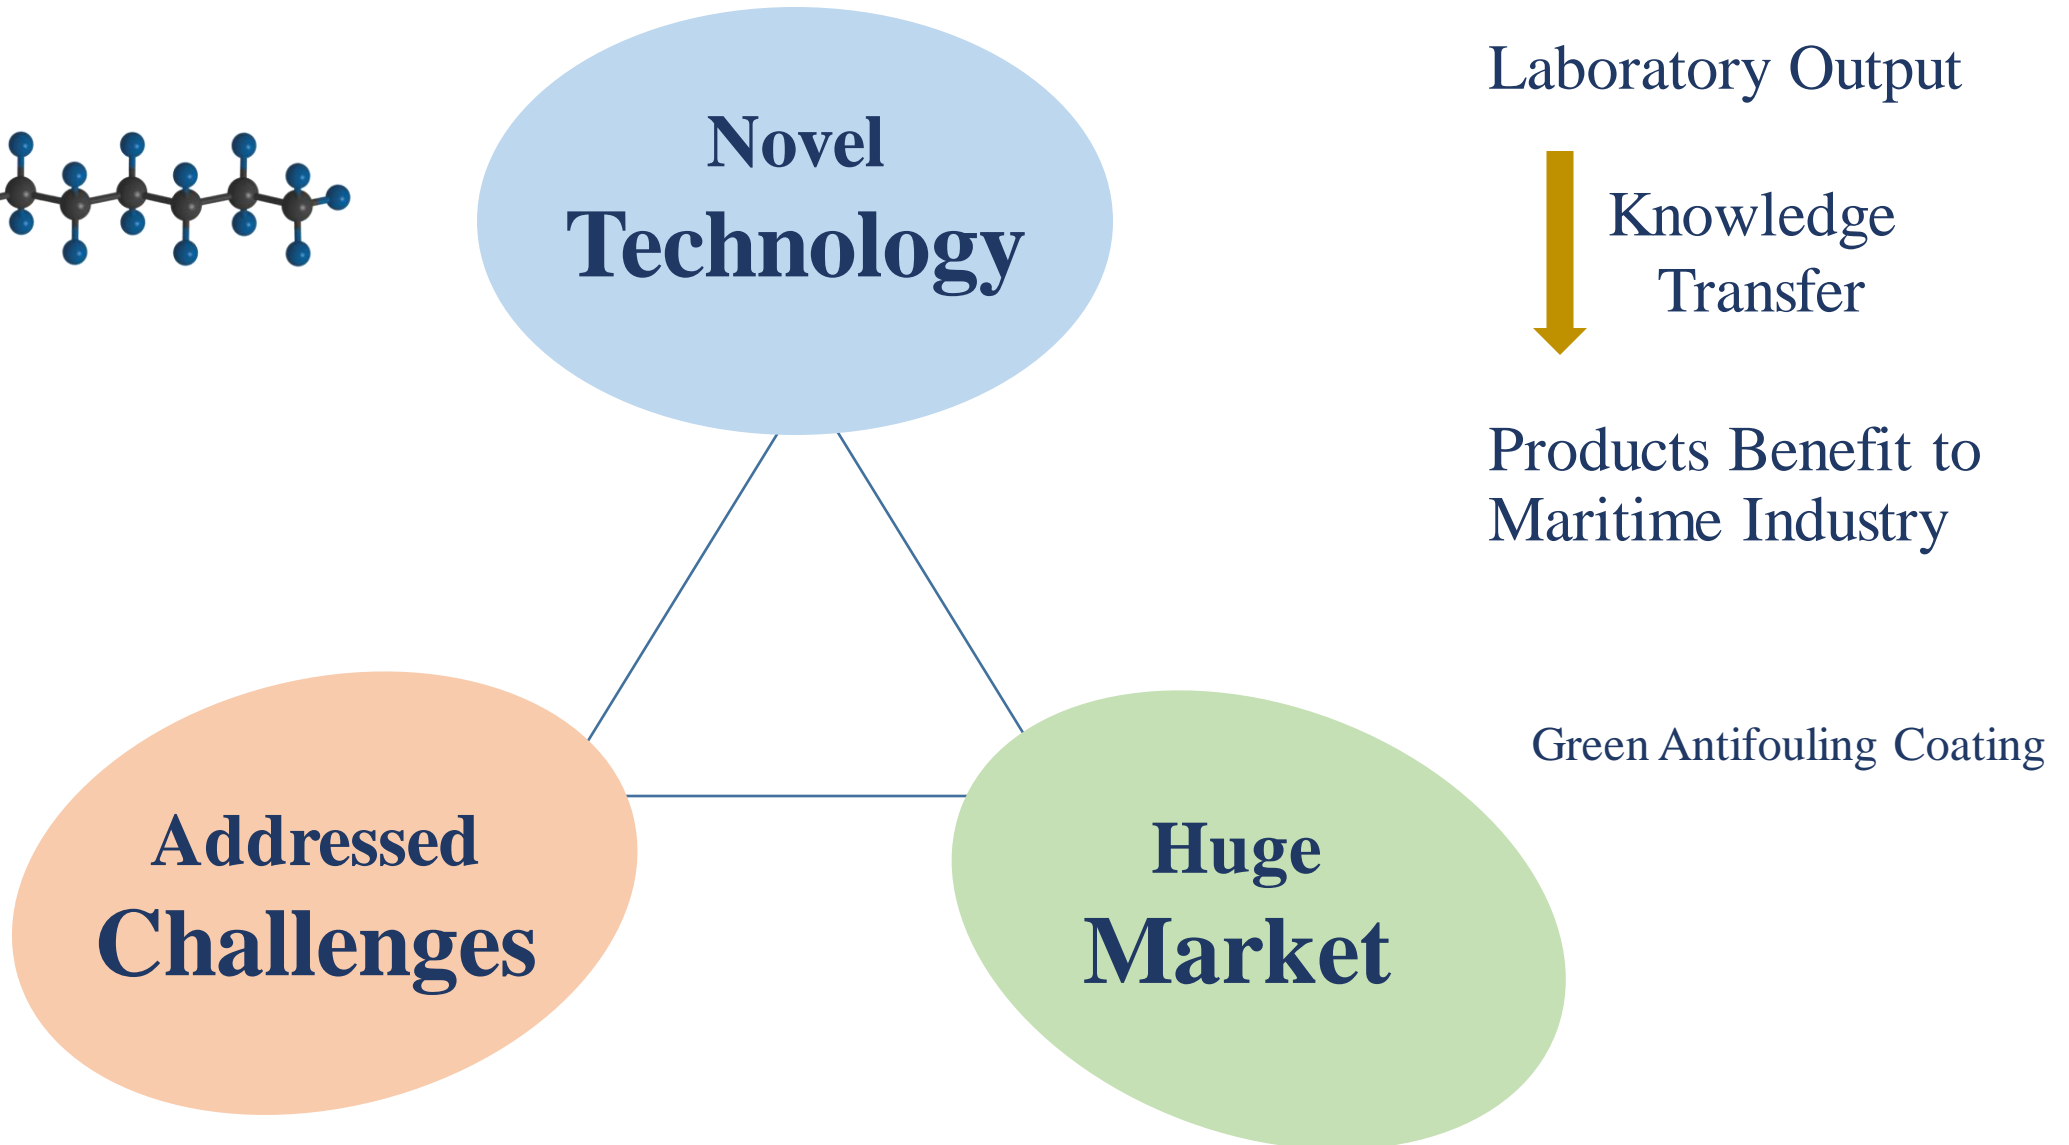 Novel
Technology
Laboratory Output
Knowledge
Transfer
Products Benefit to
Maritime Industry
Green Antifouling Coating
Addressed
Challenges
Huge
Market